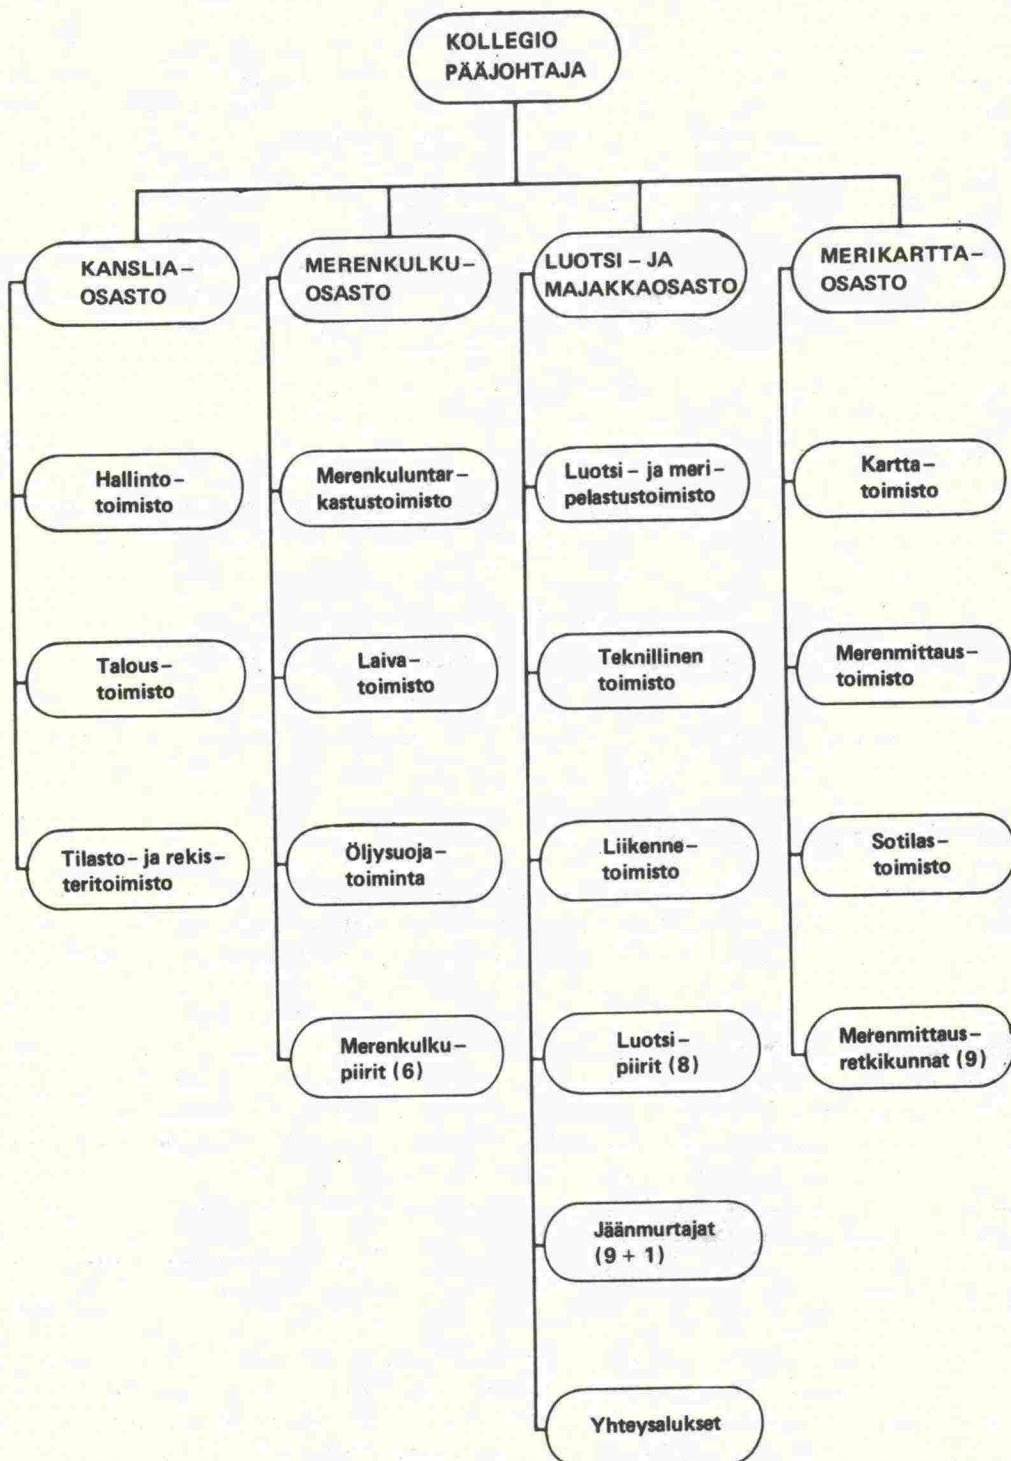 KOLLEGIO
PÄÄJOHTAJA
KANSLIA-
OSASTO
Hallinto-
toimisto
Talous-
toimisto
Tilasto- ja rekis-
teritoimisto
MERENKULKU-
OSASTO
Merenkuluntar-
kastustoimisto
Laiva-
toimisto
Öljysuoja-
toiminta
Merenkulku-
piirit (6)
LUOTSI- JA
MAJAKKAOSASTO
Luotsi- ja meri-
pelastustoimisto
Teknillinen
toimisto
Liikenne-
toimisto
Luotsi-
piirit (8)
Jäänmurtajat
(9 + 1)
Yhteysalukset
MERIKARTTA-
OSASTO
Kartta-
toimisto
Merenmittaus-
toimisto
Sotilas-
toimisto
Merenmittaus-
retkikunnat (9)